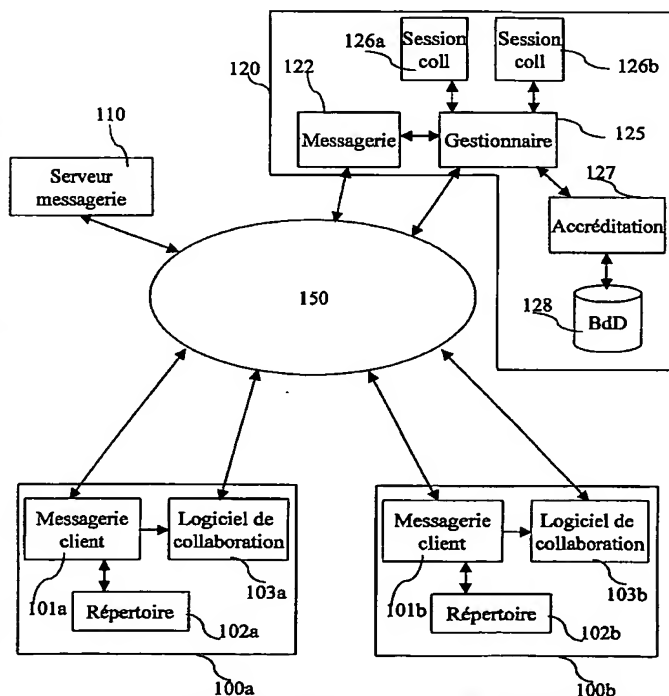 126a
Session
coll
Session
coll
126b
120
122
110
Messagerie
Gestionnaire
125
Serveur
messagerie
127
Accréditation
150
128
BdD
Messagerie
client
Logiciel de
collaboration
101a
103a
Répertoire
102a
100a
Messagerie
client
Logiciel de
collaboration
101b
103b
Répertoire
102b
100b